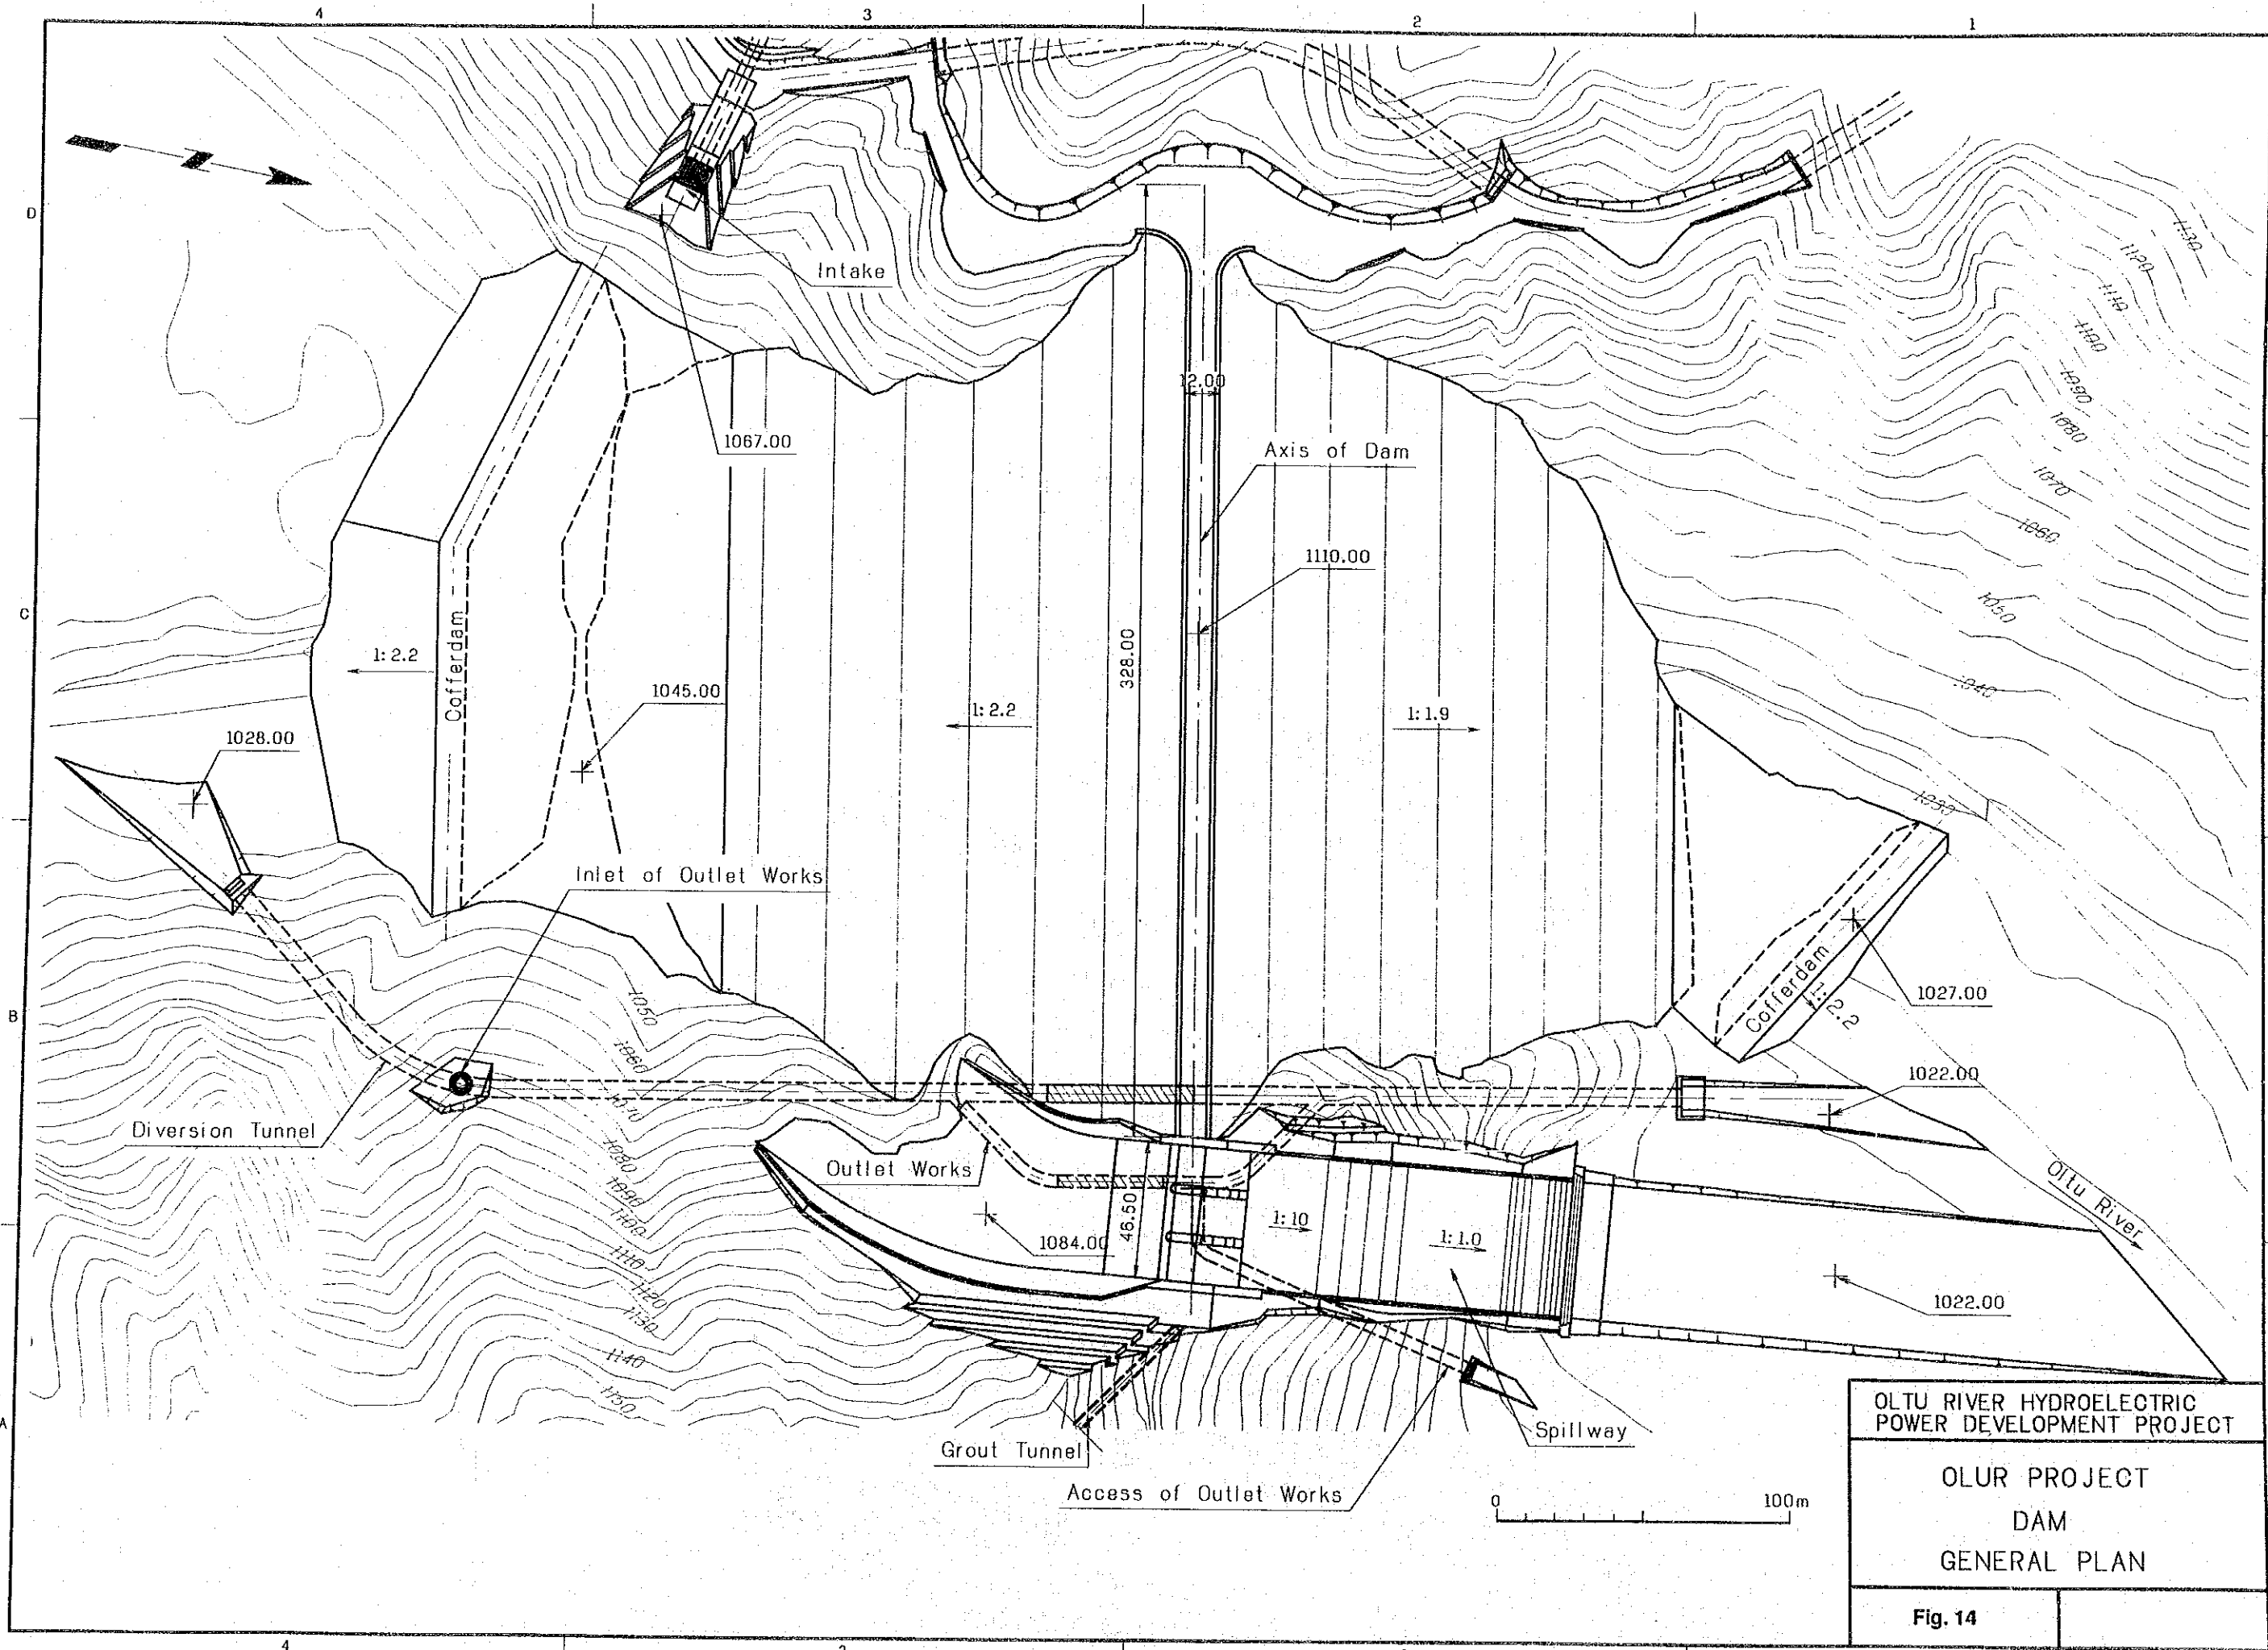 4
3
2
1
D
C
B
A
Intake
1067.00
12.00
Axis of Dam
1110.00
328.00
Cofferdam
1:2.2
1045.00
1:2.2
1:1.9
1028.00
Inlet of Outlet Works
1130
1120
1110
1100
1090
1080
1070
1060
1050
1040
Cofferdam
1:2.2
1027.00
1022.00
Oltu River
1022.00
1050
1060
1070
1080
1090
1100
1110
1120
1130
1140
1150
Diversion Tunnel
Outlet Works
1084.00
46.50
1:10
1:1.0
Grout Tunnel
Access of Outlet Works
Spillway
0
100m
OLTU RIVER HYDROELECTRIC
POWER DEVELOPMENT PROJECT
OLUR PROJECT
DAM
GENERAL PLAN
Fig. 14
4